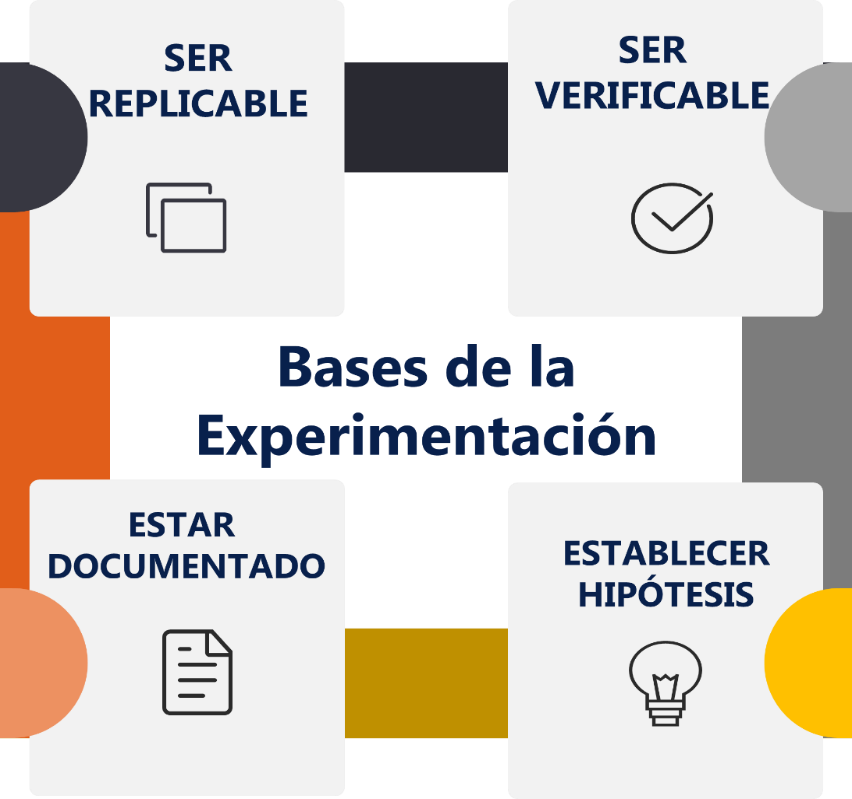 SER
REPLICABLE
SER
VERIFICABLE
Bases de la
Experimentación
ESTAR
DOCUMENTADO
ESTABLECER
HIPÓTESIS